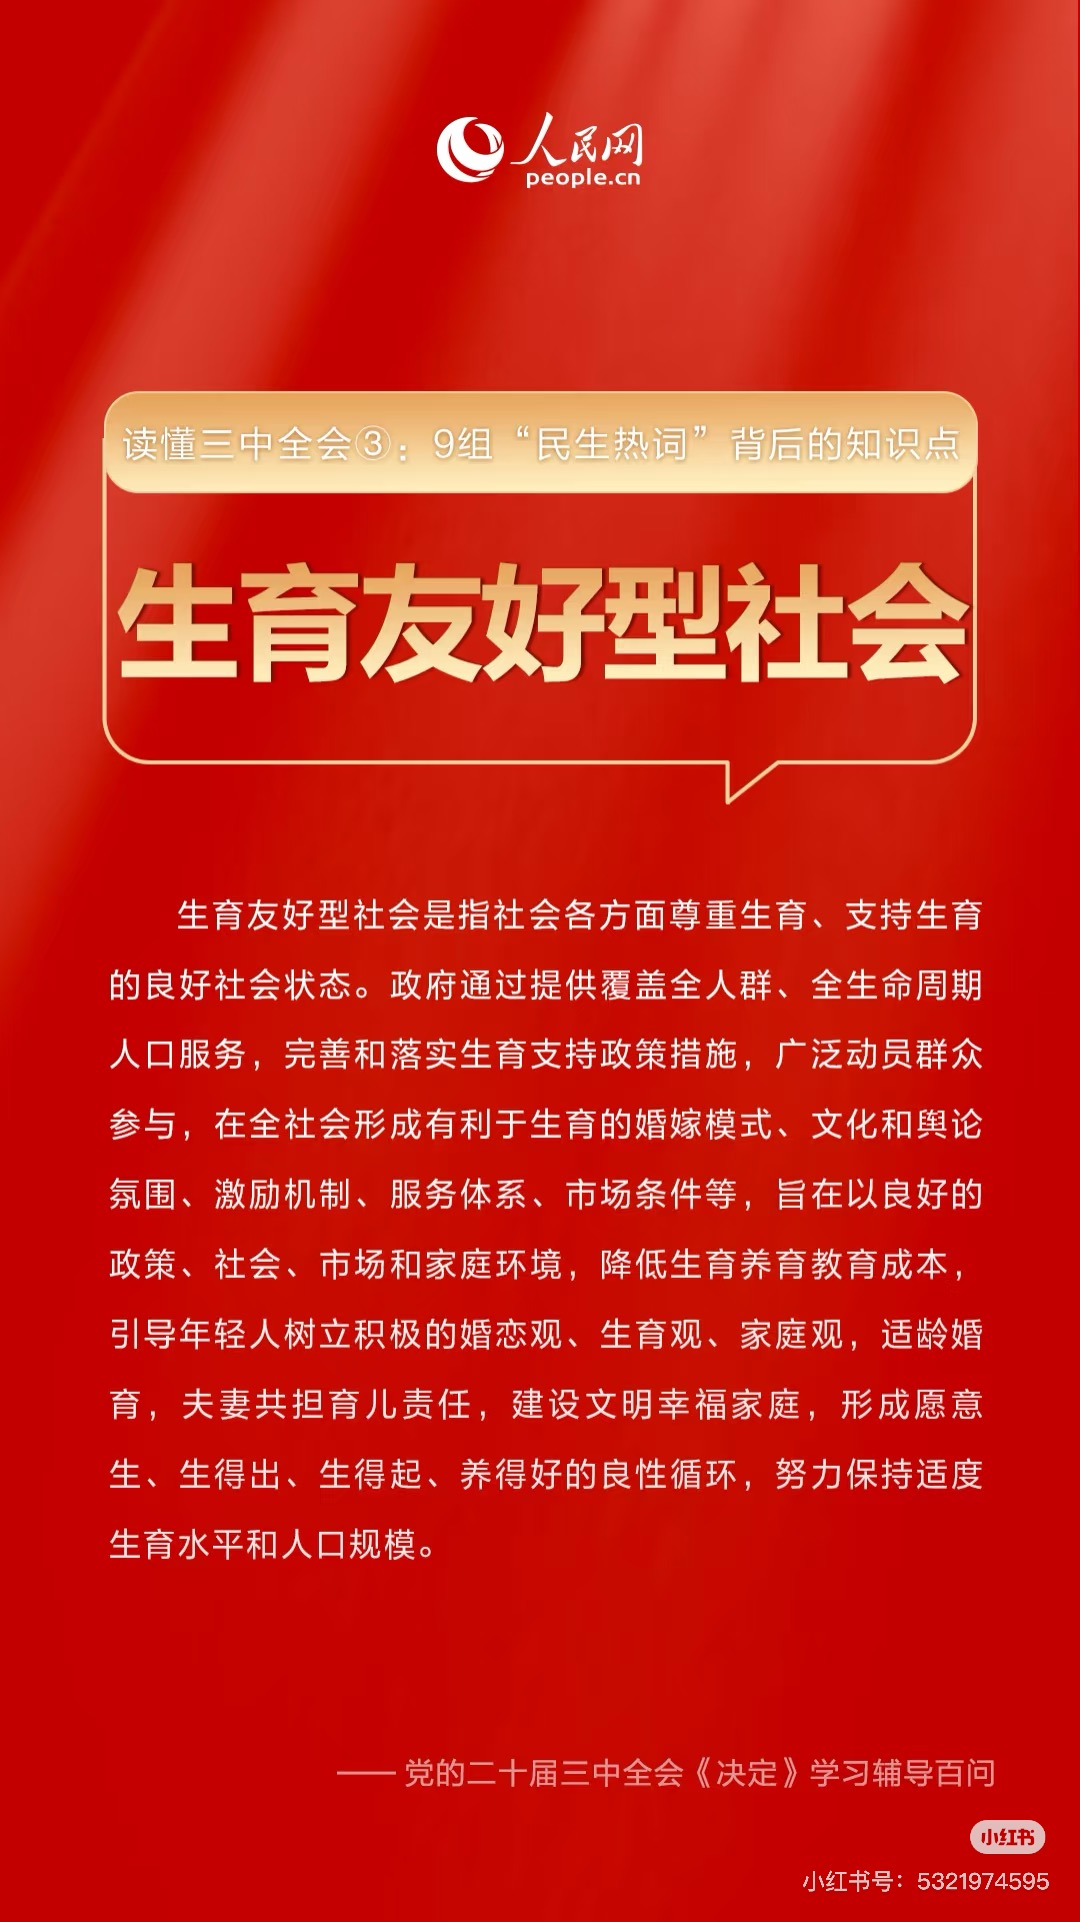 人民网
people.cn
读懂三中全会③：9组“民生热词”背后的知识点
生育友好型社会
生育友好型社会是指社会各方面尊重生育、支持生育
的良好社会状态。政府通过提供覆盖全人群、全生命周期
人口服务，完善和落实生育支持政策措施，广泛动员群众
参与，在全社会形成有利于生育的婚嫁模式、文化和舆论
氛围、激励机制、服务体系、市场条件等，旨在以良好的
政策、社会、市场和家庭环境，降低生育养育教育成本，
引导年轻人树立积极的婚恋观、生育观、家庭观，适龄婚
育，夫妻共担育儿责任，建设文明幸福家庭，形成愿意
生、生得出、生得起、养得好的良性循环，努力保持适度
生育水平和人口规模。
—— 党的二十届三中全会《决定》学习辅导百问
小红书
小红书号：5321974595